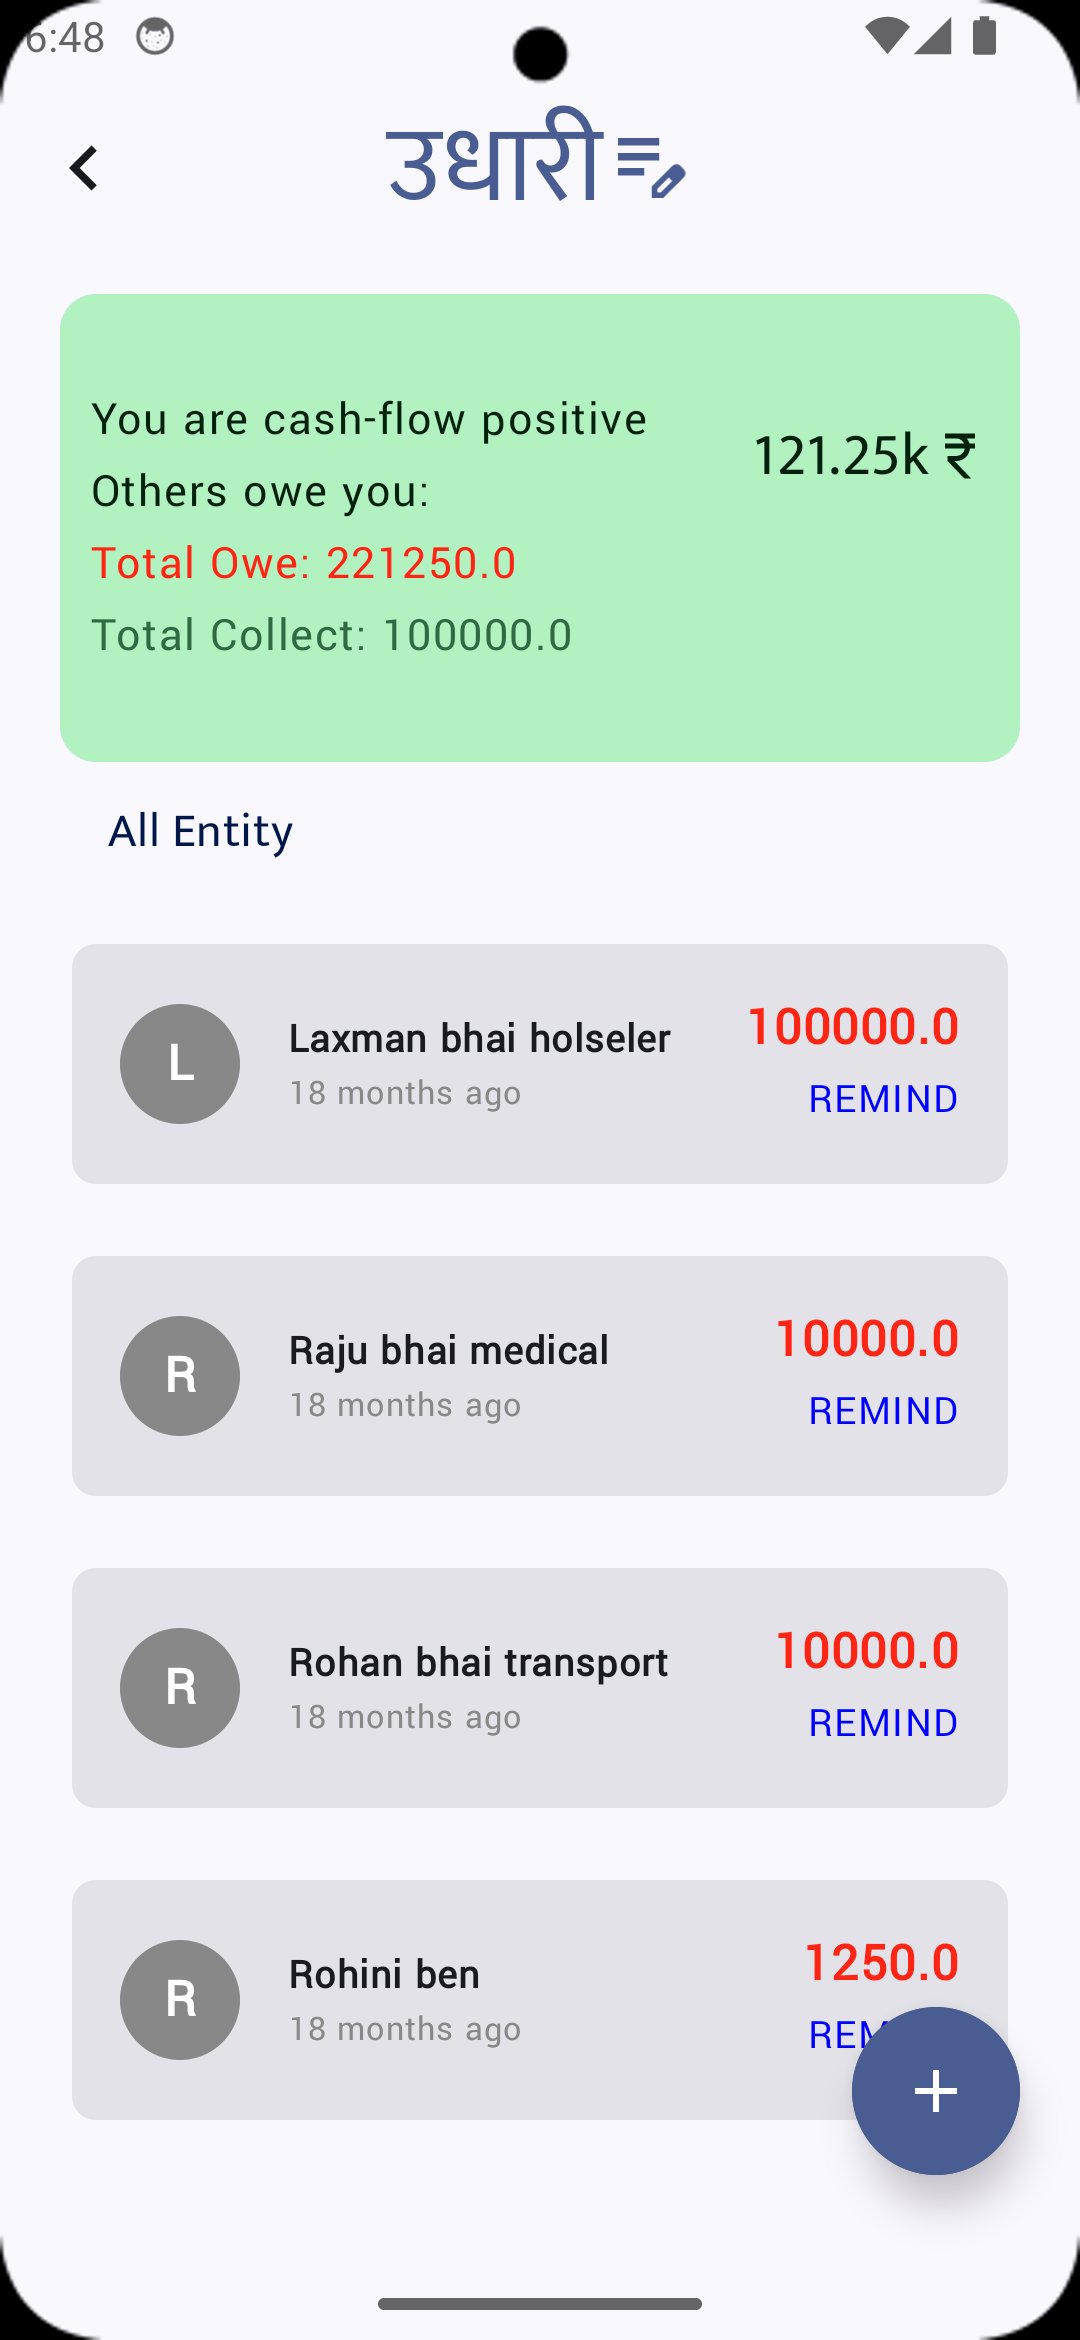 6:48
उधारी
You are cash-flow positive
Others owe you:
121.25k ₹
Total Owe: 221250.0
Total Collect: 100000.0
All Entity
L
Laxman bhai holseler
18 months ago
100000.0
REMIND
R
Raju bhai medical
18 months ago
10000.0
REMIND
R
Rohan bhai transport
18 months ago
10000.0
REMIND
R
Rohini ben
18 months ago
1250.0